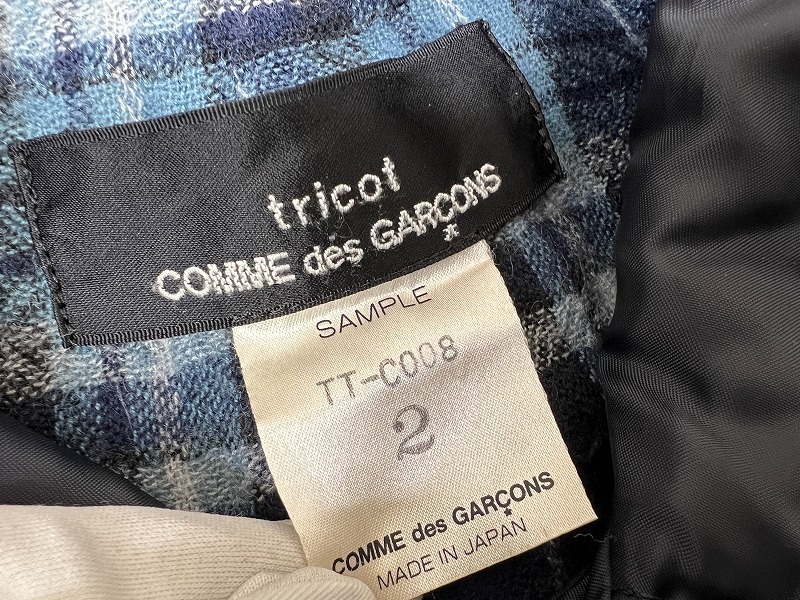 tricot
COMME des GARÇONS
SAMPLE
TT-C008
2
COMME des GARÇONS
MADE IN JAPAN